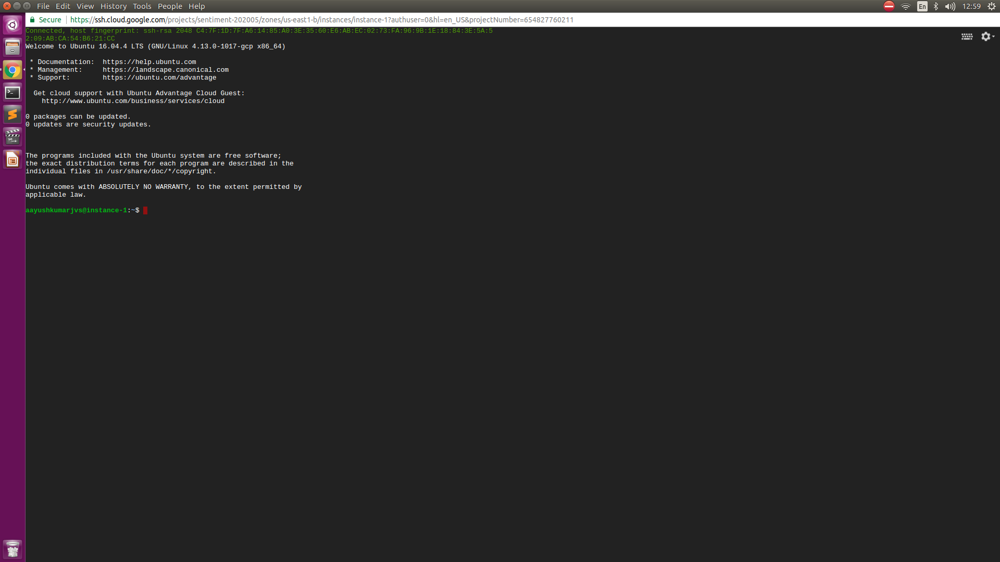 File Edit View History Tools People Help
En
12:59
Secure https://ssh.cloud.google.com/projects/sentiment-202005/zones/us-east1-b/instances/instance-1?authuser=0&hl=en_US&projectNumber=654827760211
Connected, host fingerprint: ssh-rsa 2048 C4:7F:1D:7F:A6:14:85:A0:3E:35:60:E6:AB:EC:02:73:FA:96:9B:1E:18:84:3E:5A:5
2:09:AB:CA:54:B6:21:CC
Welcome to Ubuntu 16.04.4 LTS (GNU/Linux 4.13.0-1017-gcp x86_64)
* Documentation: https://help.ubuntu.com
* Management: https://landscape.canonical.com
* Support: https://ubuntu.com/advantage
Get cloud support with Ubuntu Advantage Cloud Guest:
http://www.ubuntu.com/business/services/cloud
0 packages can be updated.
0 updates are security updates.
The programs included with the Ubuntu system are free software;
the exact distribution terms for each program are described in the
individual files in /usr/share/doc/*/copyright.
Ubuntu comes with ABSOLUTELY NO WARRANTY, to the extent permitted by
applicable law.
aayushkumarjvs@instance-1:~$